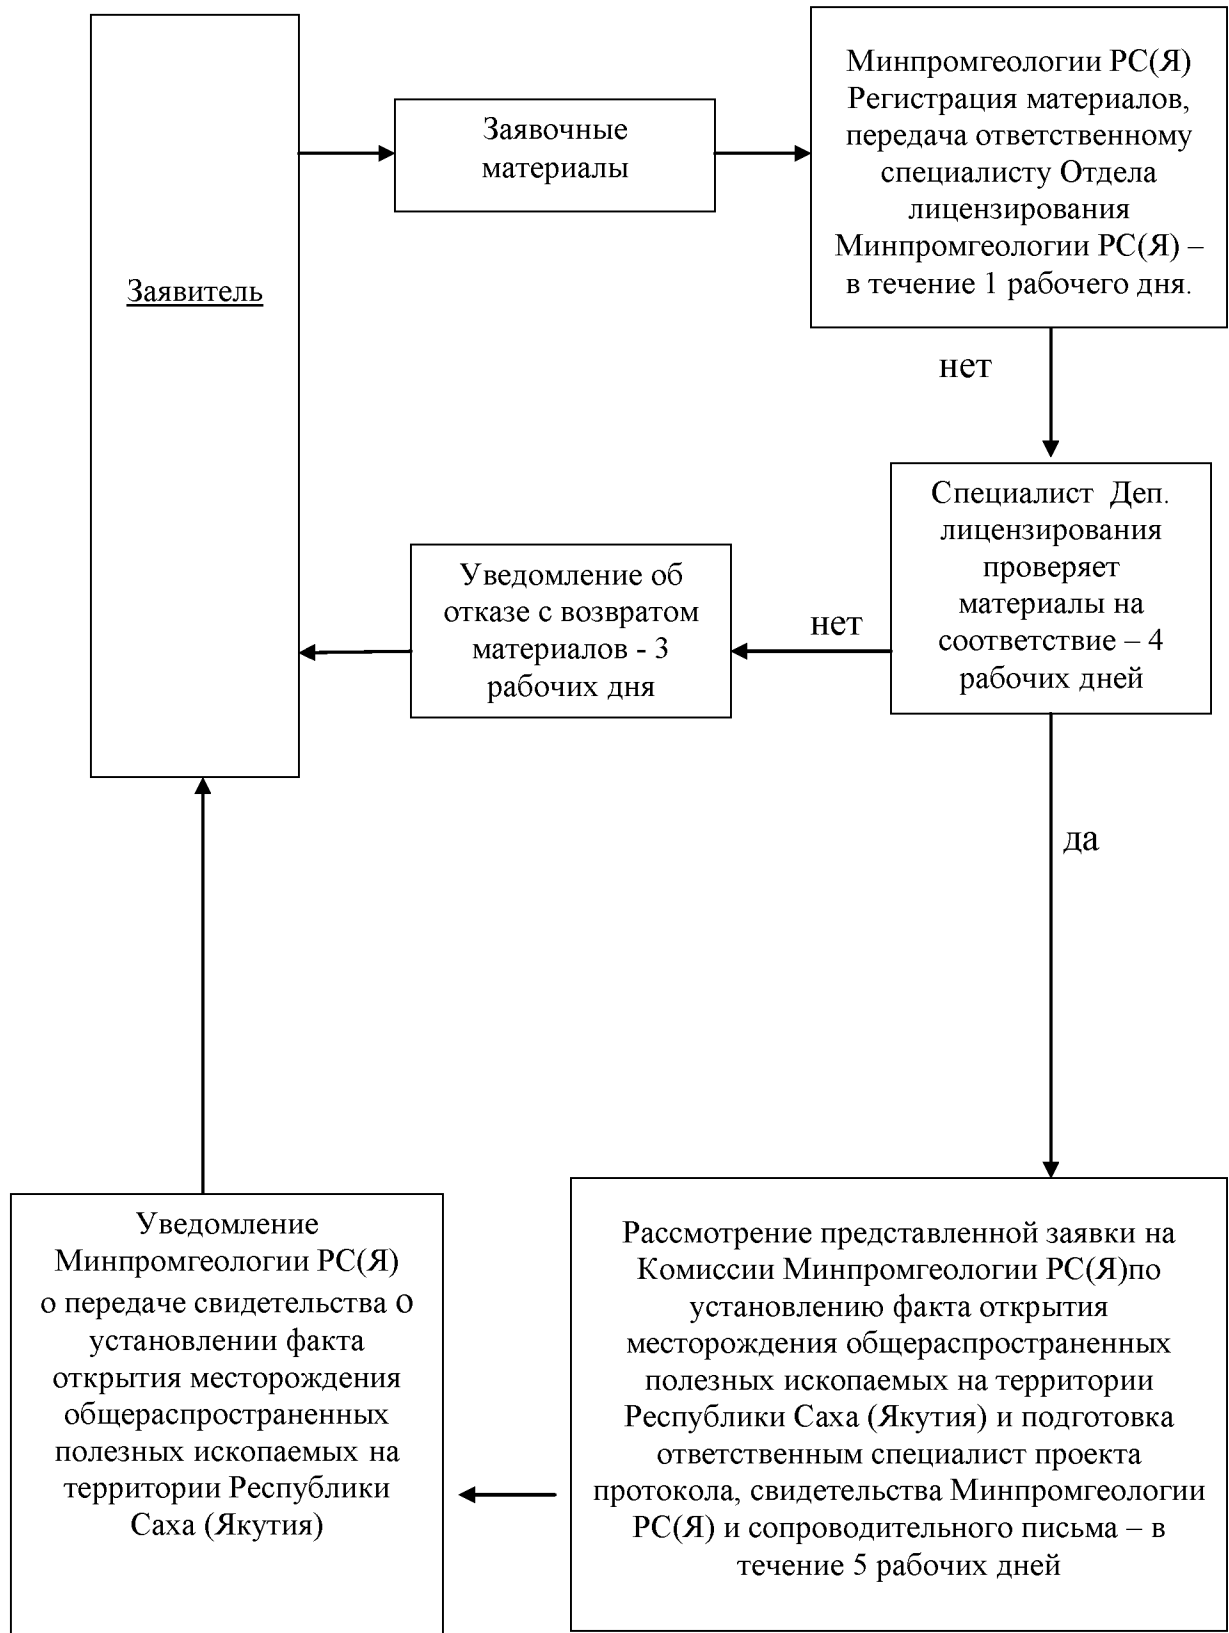 Заявитель
Заявочные
материалы
Минпромгеологии РС(Я)
Регистрация материалов,
передача ответственному
специалисту Отдела
лицензирования
Минпромгеологии РС(Я) –
в течение 1 рабочего дня.
нет
Специалист Деп.
лицензирования
проверяет
материалы на
соответствие – 4
рабочих дней
нет
Уведомление об
отказе с возвратом
материалов - 3
рабочих дня
да
Рассмотрение представленной заявки на
Комиссии Минпромгеологии РС(Я)по
установлению факта открытия
месторождения общераспространенных
полезных ископаемых на территории
Республики Саха (Якутия) и подготовка
ответственным специалист проекта
протокола, свидетельства Минпромгеологии
РС(Я) и сопроводительного письма – в
течение 5 рабочих дней
Уведомление
Минпромгеологии РС(Я)
о передаче свидетельства о
установлении факта
открытия месторождения
общераспространенных
полезных ископаемых на
территории Республики
Саха (Якутия)